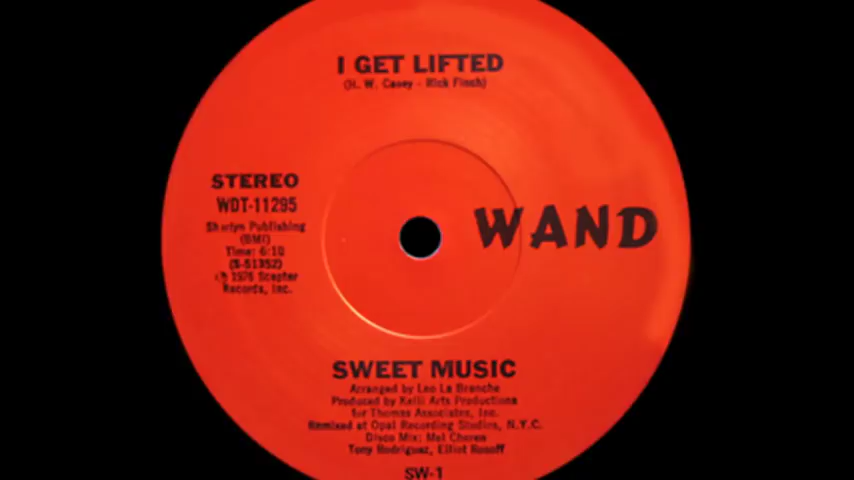 I GET LIFTED
(H. W. Casey - Rick Finch)
STEREO
WDT-11295
Sherlyn Publishing
(BMI)
Time: 6:10
(S-51352)
Ⓟ 1976 Scepter
Records, Inc.
WAND
SWEET MUSIC
Arranged by Leo La Branche
Produced by Kelli Arts Productions
for Thomas Associates, Inc.
Remixed at Opal Recording Studios, N.Y.C.
Disco Mix: Mel Cheren
Tony Rodriguez, Elliot Rosoff
SW-1